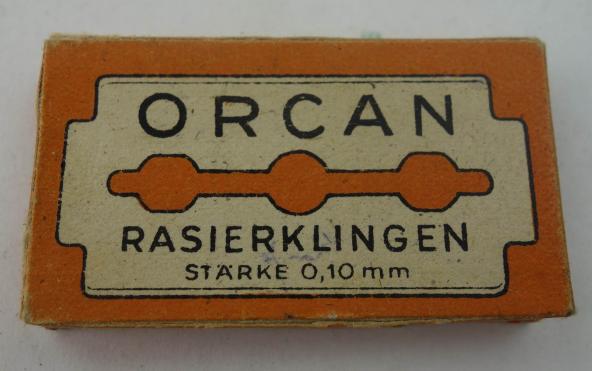 ORCAN
RASIERKLINGEN
STÄRKE 0,10 mm